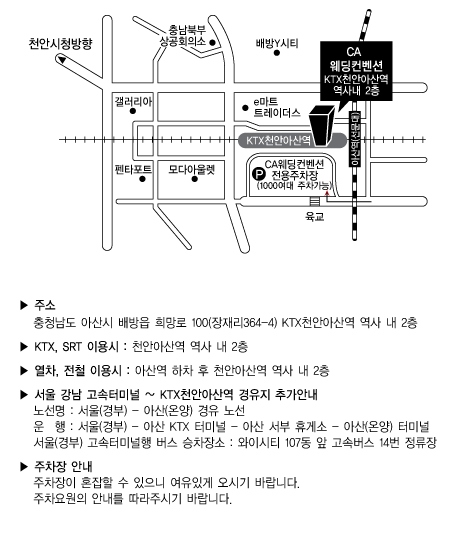 천안시청방향
충남북부
상공회의소
배방Y시티
CA
웨딩컨벤션
KTX천안아산역
역사내 2층
갤러리아
e마트
트레이더스
KTX천안아산역
펜타포트
모다아울렛
P
CA웨딩컨벤션
전용주차장
(1000여대 주차가능)
육교
▶ 주소
충청남도 아산시 배방읍 희망로 100(장재리364-4) KTX천안아산역 역사 내 2층
▶ KTX, SRT 이용시 : 천안아산역 역사 내 2층
▶ 열차, 전철 이용시 : 아산역 하차 후 천안아산역 역사 내 2층
▶ 서울 강남 고속터미널 ~ KTX천안아산역 경유지 추가안내
노선명 : 서울(경부) - 아산(온양) 경유 노선
운 행 : 서울(경부) - 아산 KTX 터미널 - 아산 서부 휴게소 - 아산(온양) 터미널
서울(경부) 고속터미널행 버스 승차장소 : 와이시티 107동 앞 고속버스 14번 정류장
▶ 주차장 안내
주차장이 혼잡할 수 있으니 여유있게 오시기 바랍니다.
주차요원의 안내를 따라주시기 바랍니다.